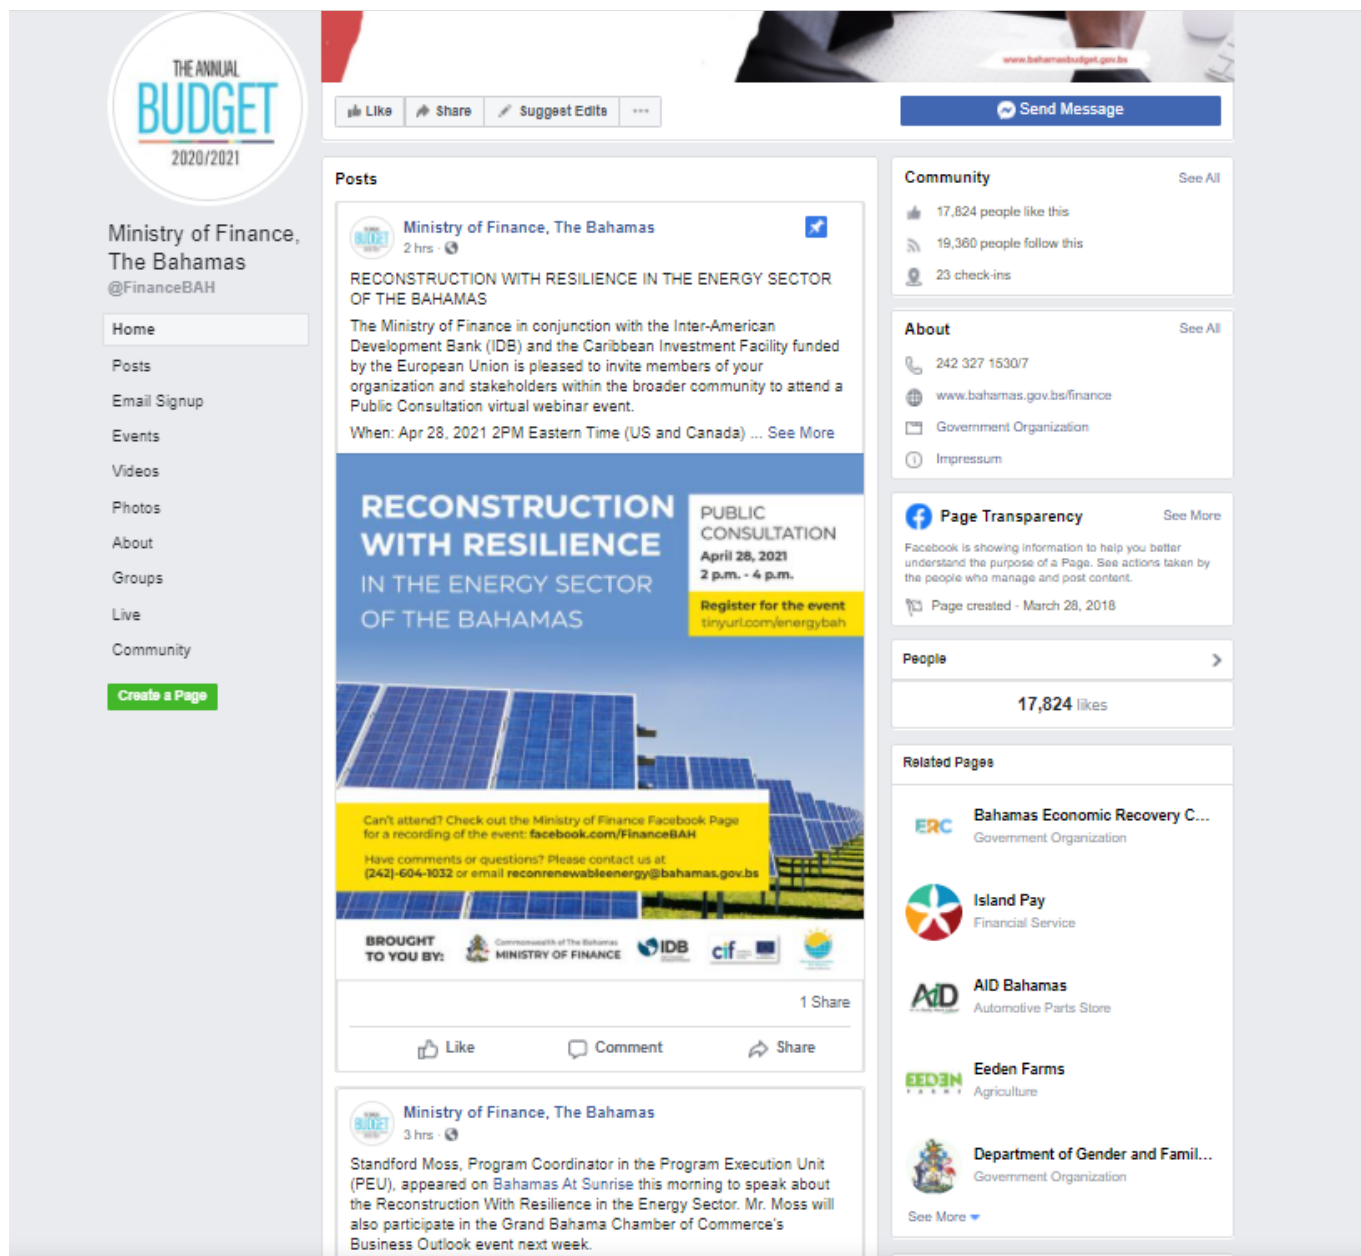 THE ANNUAL
BUDGET
2020/2021
Ministry of Finance,
The Bahamas
@FinanceBAH
Home
Posts
Email Signup
Events
Videos
Photos
About
Groups
Live
Community
Create a Page
www.bahamasbudget.gov.bs
Like
Share
Suggest Edits
...
Send Message
Posts
BUDGET
Ministry of Finance, The Bahamas
2 hrs ·
RECONSTRUCTION WITH RESILIENCE IN THE ENERGY SECTOR
OF THE BAHAMAS
The Ministry of Finance in conjunction with the Inter-American
Development Bank (IDB) and the Caribbean Investment Facility funded
by the European Union is pleased to invite members of your
organization and stakeholders within the broader community to attend a
Public Consultation virtual webinar event.
When: Apr 28, 2021 2PM Eastern Time (US and Canada) ... See More
RECONSTRUCTION
WITH RESILIENCE
IN THE ENERGY SECTOR
OF THE BAHAMAS
PUBLIC
CONSULTATION
April 28, 2021
2 p.m. - 4 p.m.
Register for the event
tinyurl.com/energybah
Can't attend? Check out the Ministry of Finance Facebook Page
for a recording of the event: facebook.com/FinanceBAH
Have comments or questions? Please contact us at
(242)-604-1032 or email reconrenewableenergy@bahamas.gov.bs
BROUGHT
TO YOU BY:
Commonwealth of The Bahamas
MINISTRY OF FINANCE
IDB
cif
1 Share
Like
Comment
Share
BUDGET
Ministry of Finance, The Bahamas
3 hrs ·
Standford Moss, Program Coordinator in the Program Execution Unit
(PEU), appeared on Bahamas At Sunrise this morning to speak about
the Reconstruction With Resilience in the Energy Sector. Mr. Moss will
also participate in the Grand Bahama Chamber of Commerce's
Business Outlook event next week.
Community
See All
17,824 people like this
19,360 people follow this
23 check-ins
About
See All
242 327 1530/7
www.bahamas.gov.bs/finance
Government Organization
Impressum
Page Transparency
See More
Facebook is showing information to help you better
understand the purpose of a Page. See actions taken by
the people who manage and post content.
Page created - March 28, 2018
People
17,824 likes
Related Pages
ERC
Bahamas Economic Recovery C...
Government Organization
Island Pay
Financial Service
AID
AID Bahamas
Automotive Parts Store
EEDEN
FARMS
Eeden Farms
Agriculture
Department of Gender and Famil...
Government Organization
See More